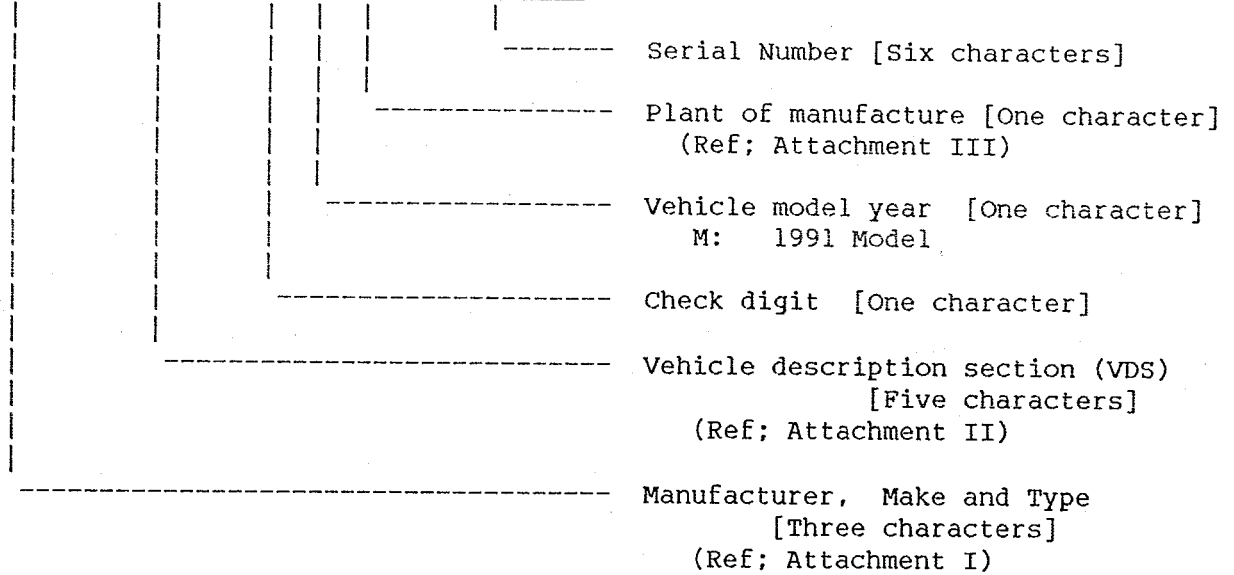 Serial Number [Six characters]
Plant of manufacture [One character]
(Ref; Attachment III)
Vehicle model year [One character]
M: 1991 Model
Check digit [One character]
Vehicle description section (VDS)
[Five characters]
(Ref; Attachment II)
Manufacturer, Make and Type
[Three characters]
(Ref; Attachment I)